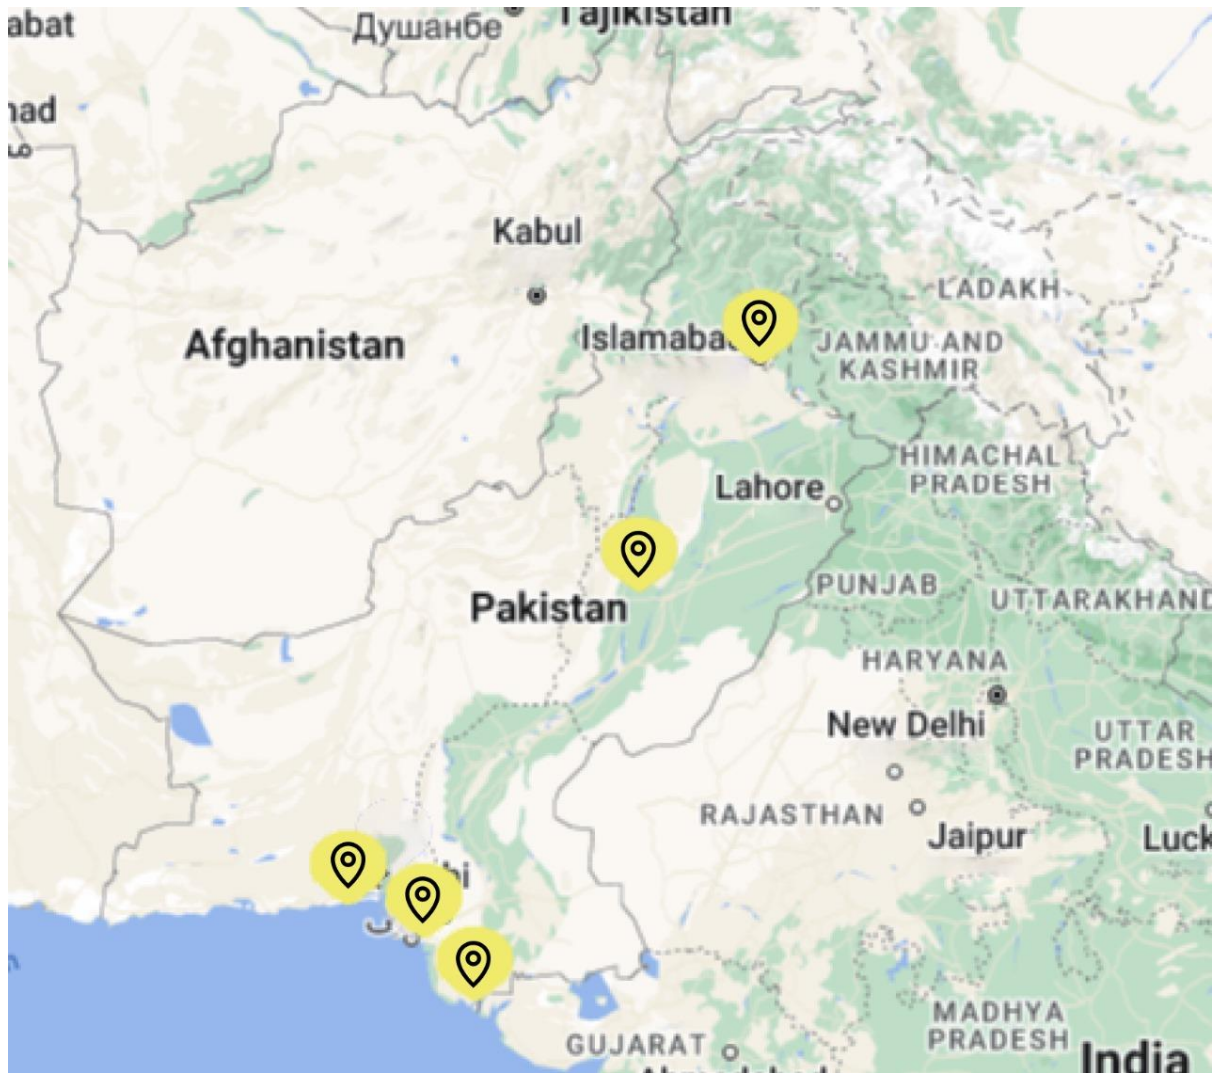 abat
Душанбе
Tajikistan
had
Kabul
Afghanistan
Islamaba
LADAKH
JAMMU AND
KASHMIR
HIMACHAL
PRADESH
Lahore
Pakistan
PUNJAB
UTTARAKHAND
HARYANA
New Delhi
UTTAR
PRADESH
RAJASTHAN
Jaipur
Luck
hi
MADHYA
PRADESH
GUJARAT
India